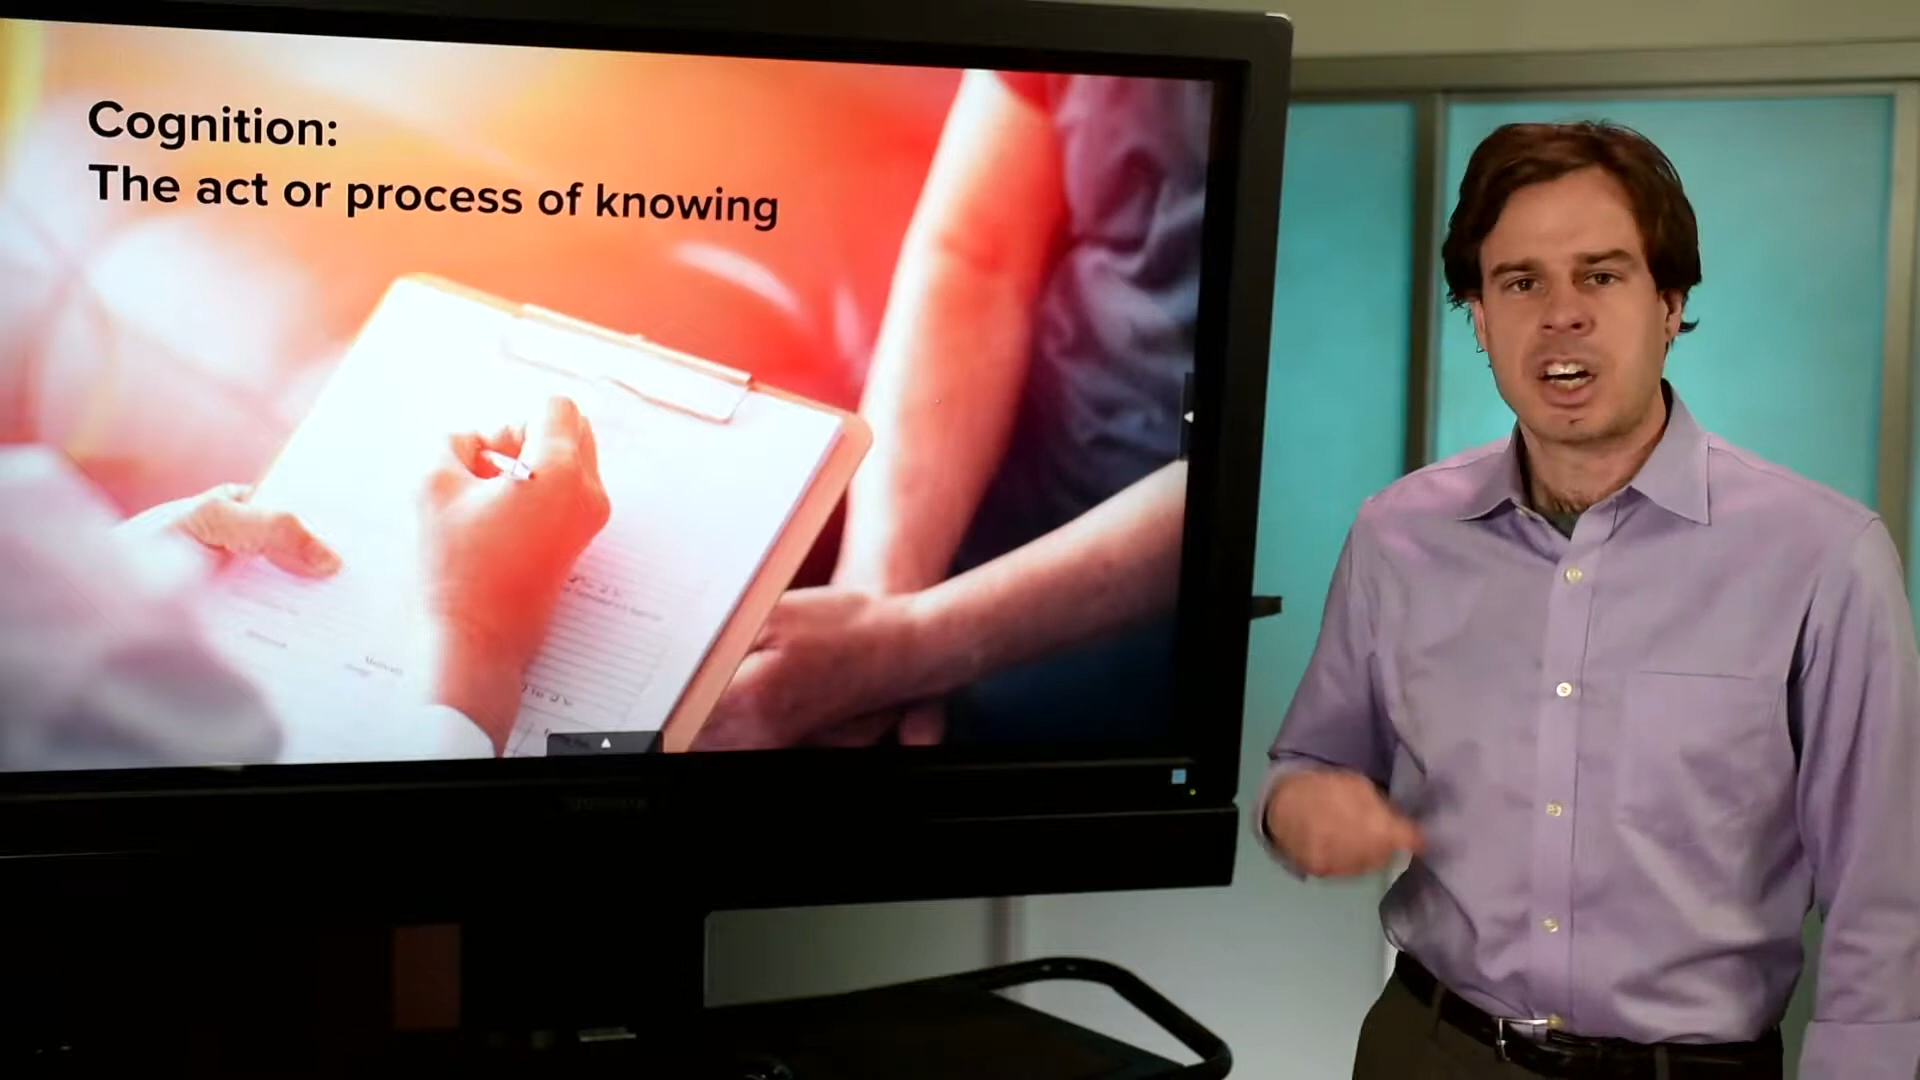 Cognition:
The act or process of knowing